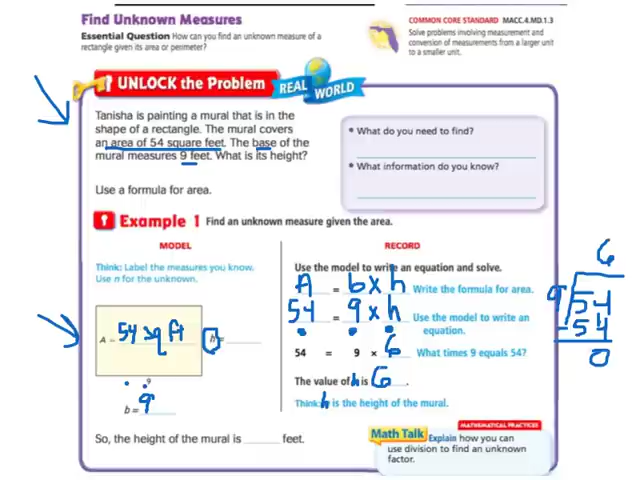 Find Unknown Measures
Essential Question How can you find an unknown measure of a
rectangle given its area or perimeter?
COMMON CORE STANDARD MACC.4.MD.1.3
Solve problems involving measurement and
conversion of measurements from a larger unit
to a smaller unit.
UNLOCK the Problem
REAL WORLD
Tanisha is painting a mural that is in the
shape of a rectangle. The mural covers
an area of 54 square feet. The base of the
mural measures 9 feet. What is its height?
Use a formula for area.
• What do you need to find?
• What information do you know?
Example 1 Find an unknown measure given the area.
MODEL
Think: Label the measures you know.
Use n for the unknown.
A = 54 sq ft
h =
9
b = 9
So, the height of the mural is ____ feet.
RECORD
Use the model to write an equation and solve.
A = b × h Write the formula for area.
54 = 9 × h Use the model to write an
equation.
54 = 9 × 6 What times 9 equals 54?
The value of h is 6.
Think: h is the height of the mural.
6
9 54
-54
0
MATHEMATICAL PRACTICES
Math Talk Explain how you can
use division to find an unknown
factor.